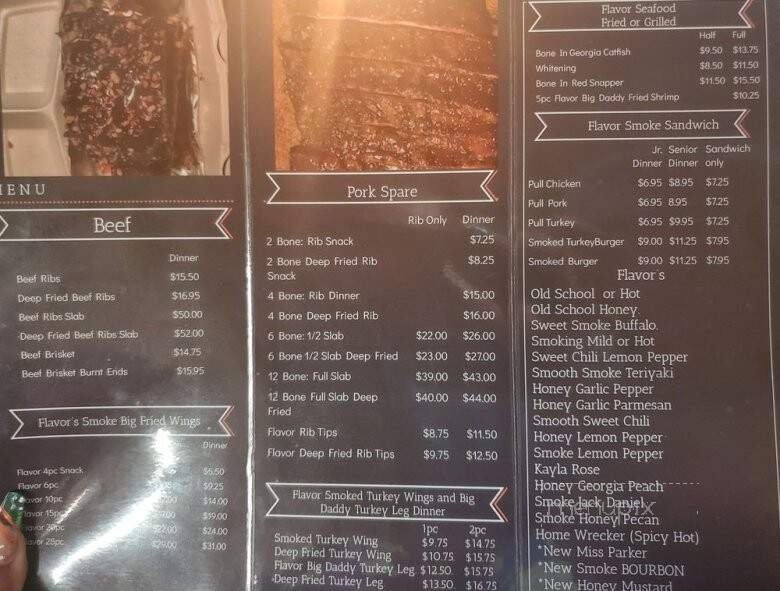 MENU
Beef
Dinner
Beef Ribs $15.50
Deep Fried Beef Ribs $16.95
Beef Ribs Slab $50.00
Deep Fried Beef Ribs Slab $52.00
Beef Brisket $14.75
Beef Brisket Burnt Ends $15.95
Flavor's Smoke Big Fried Wings
Dinner
Flavor 4pc Snack $6.50
Flavor 6pc $9.25
Flavor 10pc $14.00
Flavor 15pc $19.00
Flavor 20pc $22.00 $24.00
Flavor 28pc $29.00 $31.00
Pork Spare
Rib Only Dinner
2 Bone: Rib Snack $7.25
2 Bone Deep Fried Rib $8.25
Snack
4 Bone: Rib Dinner $15.00
4 Bone Deep Fried Rib $16.00
6 Bone: 1/2 Slab $22.00 $26.00
6 Bone 1/2 Slab Deep Fried $23.00 $27.00
12 Bone: Full Slab $39.00 $43.00
12 Bone Full Slab Deep $40.00 $44.00
Fried
Flavor Rib Tips $8.75 $11.50
Flavor Deep Fried Rib Tips $9.75 $12.50
Flavor Smoked Turkey Wings and Big
Daddy Turkey Leg Dinner
1pc 2pc
Smoked Turkey Wing $9.75 $14.75
Deep Fried Turkey Wing $10.75 $15.75
Flavor Big Daddy Turkey Leg $12.50 $15.75
Deep Fried Turkey Leg $13.50 $16.75
Flavor Seafood
Fried or Grilled
Half Full
Bone In Georgia Catfish $9.50 $13.75
Whitening $8.50 $11.50
Bone In Red Snapper $11.50 $15.50
5pc Flavor Big Daddy Fried Shrimp $10.25
Flavor Smoke Sandwich
Jr. Senior Sandwich
Dinner Dinner only
Pull Chicken $6.95 $8.95 $7.25
Pull Pork $6.95 8.95 $7.25
Pull Turkey $6.95 $9.95 $7.25
Smoked TurkeyBurger $9.00 $11.25 $7.95
Smoked Burger $9.00 $11.25 $7.95
Flavor's
Old School or Hot
Old School Honey.
Sweet Smoke Buffalo.
Smoking Mild or Hot
Sweet Chili Lemon Pepper
Smooth Smoke Teriyaki
Honey Garlic Pepper
Honey Garlic Parmesan
Smooth Sweet Chili
Honey Lemon Pepper
Smoke Lemon Pepper
Kayla Rose
Honey Georgia Peach
Smoke Jack Daniel
menupix
Smoke Honey Pecan
Home Wrecker (Spicy Hot)
*New Miss Parker
*New Smoke BOURBON
*New Honey Mustard